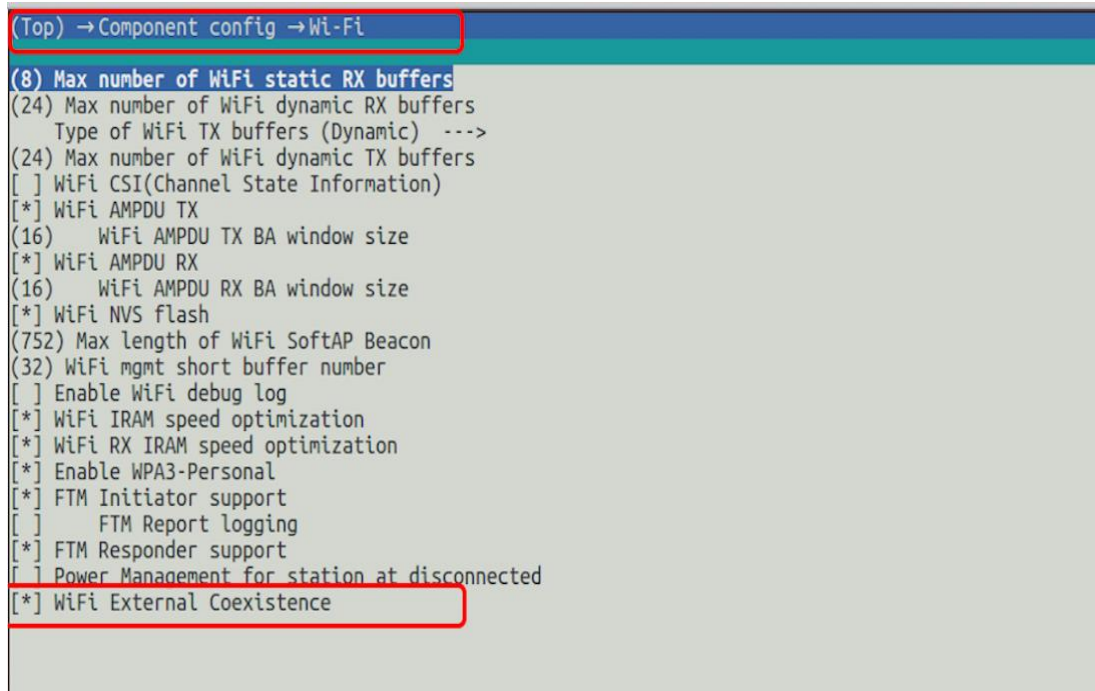 (Top) → Component config → Wi-Fi
(8) Max number of WiFi static RX buffers
(24) Max number of WiFi dynamic RX buffers
    Type of WiFi TX buffers (Dynamic)  --->
(24) Max number of WiFi dynamic TX buffers
[ ] WiFi CSI(Channel State Information)
[*] WiFi AMPDU TX
(16)    WiFi AMPDU TX BA window size
[*] WiFi AMPDU RX
(16)    WiFi AMPDU RX BA window size
[*] WiFi NVS flash
(752) Max length of WiFi SoftAP Beacon
(32) WiFi mgmt short buffer number
[ ] Enable WiFi debug log
[*] WiFi IRAM speed optimization
[*] WiFi RX IRAM speed optimization
[*] Enable WPA3-Personal
[*] FTM Initiator support
[ ]     FTM Report logging
[*] FTM Responder support
[ ] Power Management for station at disconnected
[*] WiFi External Coexistence